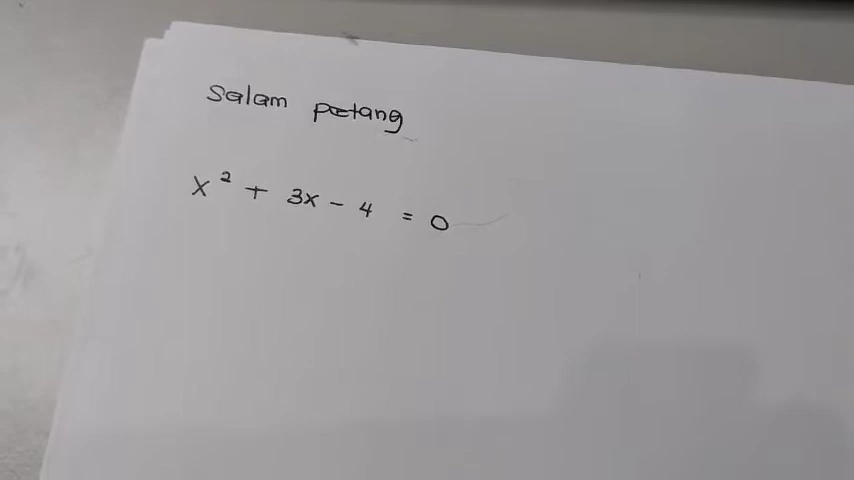 Salam petang
x² + 3x - 4 = 0